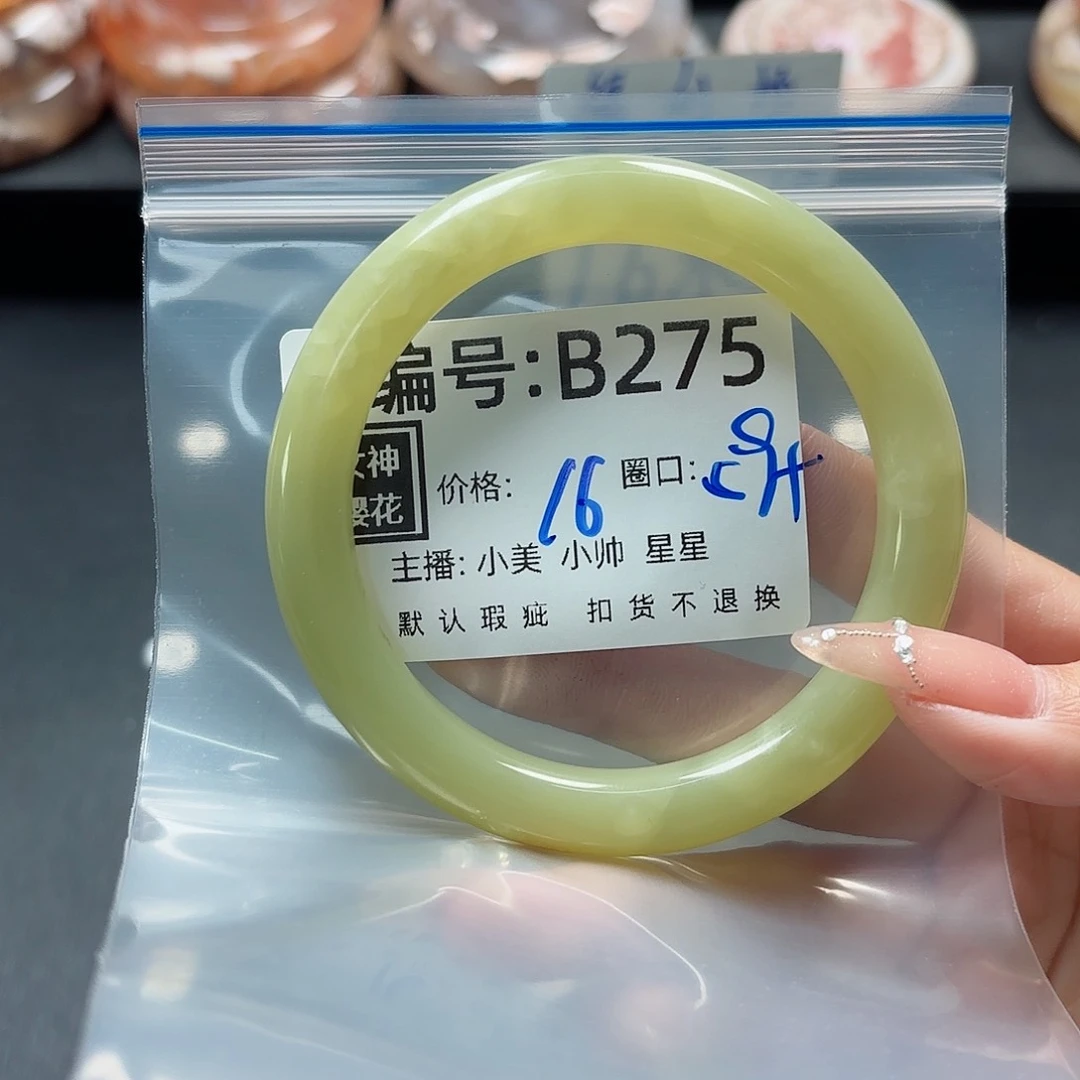 编号:B275
女神
樱花
价格: 16 圈口:
主播: 小美 小帅 星星
默认瑕疵 扣货不退换